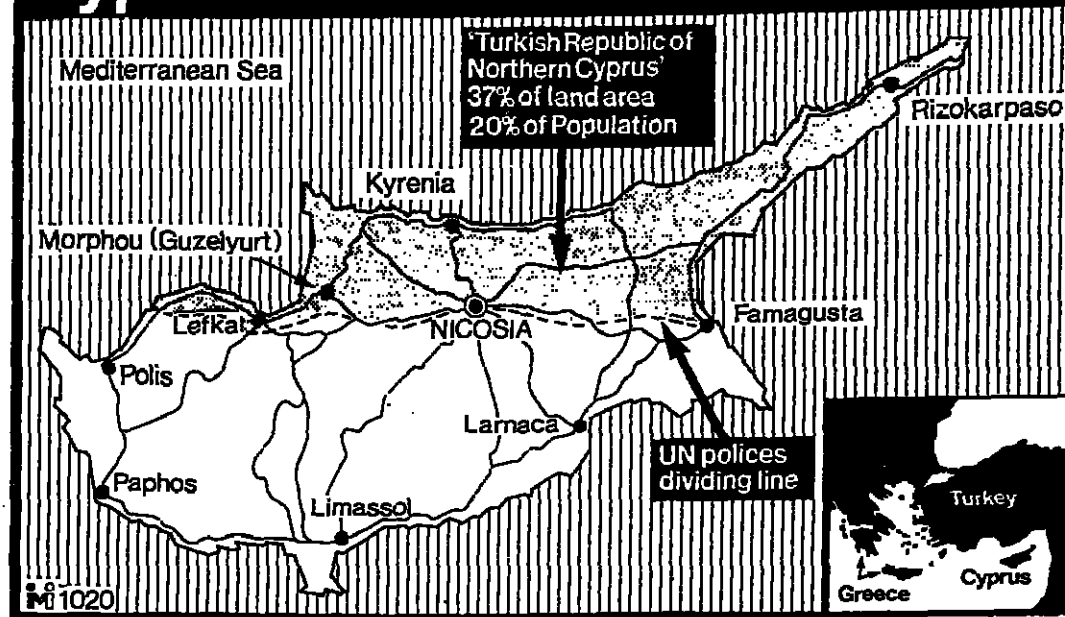 Mediterranean Sea
'Turkish Republic of
Northern Cyprus'
37% of land area
20% of Population
Rizokarpaso
Kyrenia
Morphou (Guzelyurt)
Lefka
NICOSIA
Famagusta
Polis
Larnaca
UN polices
dividing line
Paphos
Limassol
Turkey
Cyprus
Greece
1020